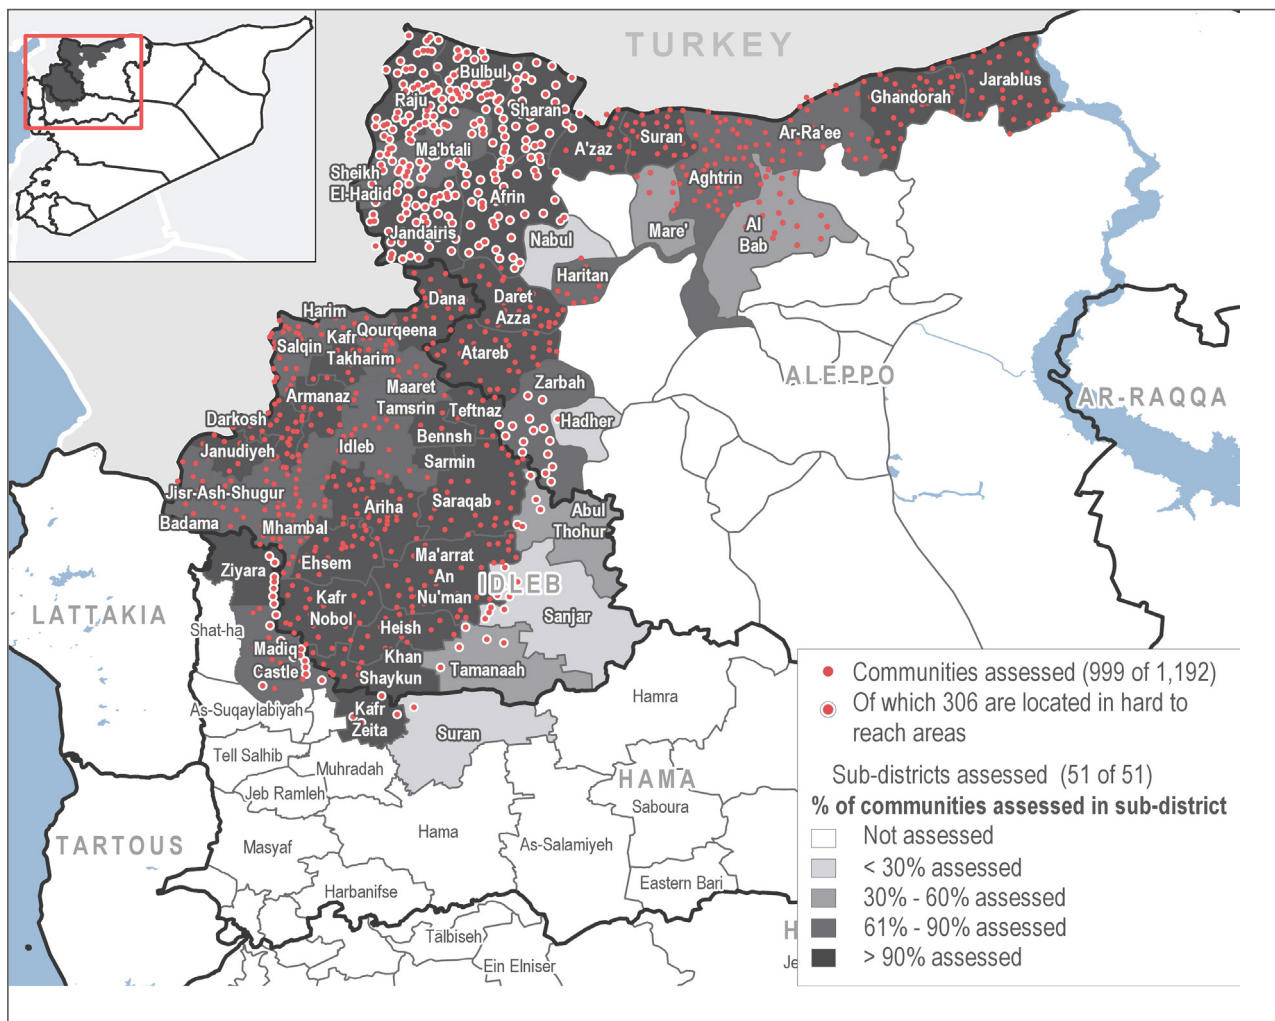 TURKEY
Bulbul
Raju
Sharan
Jarablus
Ghandorah
Ar-Ra'ee
A'zaz
Suran
Ma'btali
Sheikh
El-Hadid
Aghtrin
Afrin
Jandairis
Nabul
Mare'
Al
Bab
Haritan
Dana
Daret
Azza
Harim
Kafr
Takharim
Qourqeena
Salqin
Atareb
Zarbah
ALEPPO
AR-RAQQA
Maaret
Tamsrin
Armanaz
Teftnaz
Hadher
Darkosh
Bennsh
Janudiyeh
Idleb
Sarmin
Jisr-Ash-Shugur
Saraqab
Ariha
Abul
Thohur
Badama
Mhambal
Ziyara
Ehsem
Ma'arrat
An
Nu'man
IDLEB
Kafr
Nobol
Sanjar
LATTAKIA
Shat-ha
Heish
Madiq
Castle
Khan
Shaykun
Tamanaah
As-Suqaylabiyah
Kafr
Zeita
Hamra
Suran
Tell Salhib
Muhradah
HAMA
Jeb Ramleh
Saboura
TARTOUS
Masyaf
Hama
As-Salamiyeh
Harbanifse
Eastern Bari
Talbiseh
Ein Elniser
H
Je
Communities assessed (999 of 1,192)
Of which 306 are located in hard to
reach areas
Sub-districts assessed (51 of 51)
% of communities assessed in sub-district
Not assessed
< 30% assessed
30% - 60% assessed
61% - 90% assessed
> 90% assessed